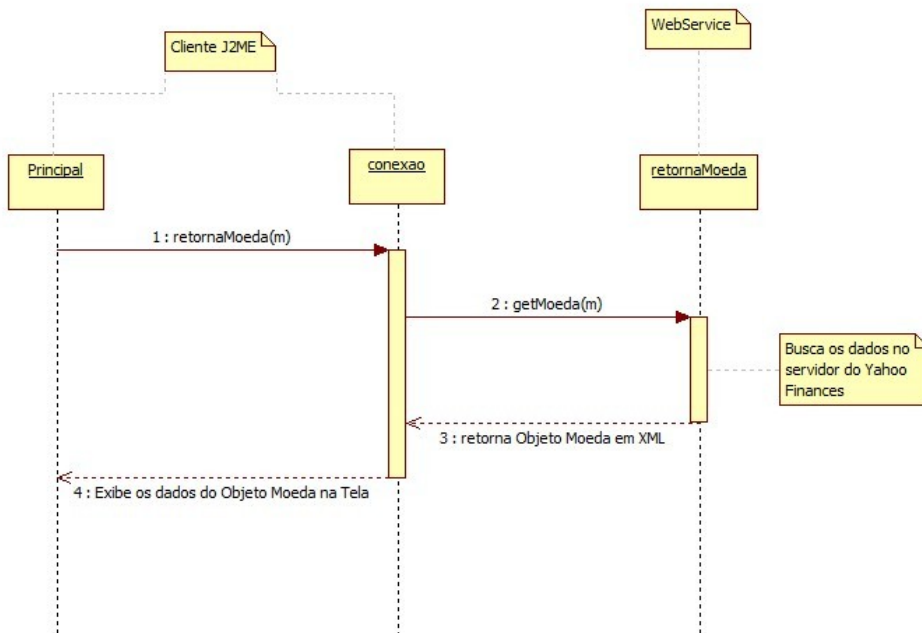 Cliente J2ME
WebService
Principal
conexao
retornaMoeda
1 : retornaMoeda(m)
2 : getMoeda(m)
Busca os dados no
servidor do Yahoo
Finances
3 : retorna Objeto Moeda em XML
4 : Exibe os dados do Objeto Moeda na Tela